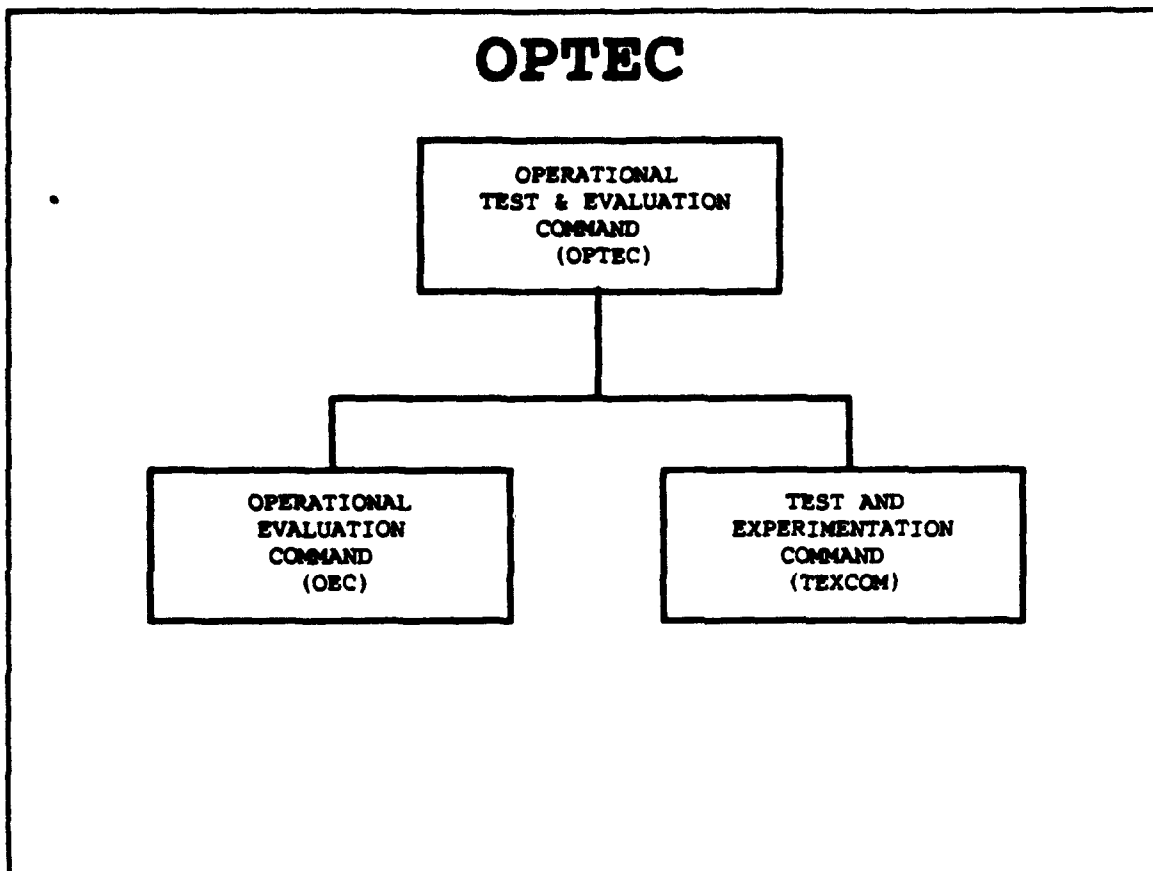 OPTEC
OPERATIONAL
TEST & EVALUATION
COMMAND
(OPTEC)
OPERATIONAL
EVALUATION
COMMAND
(OEC)
TEST AND
EXPERIMENTATION
COMMAND
(TEXCOM)